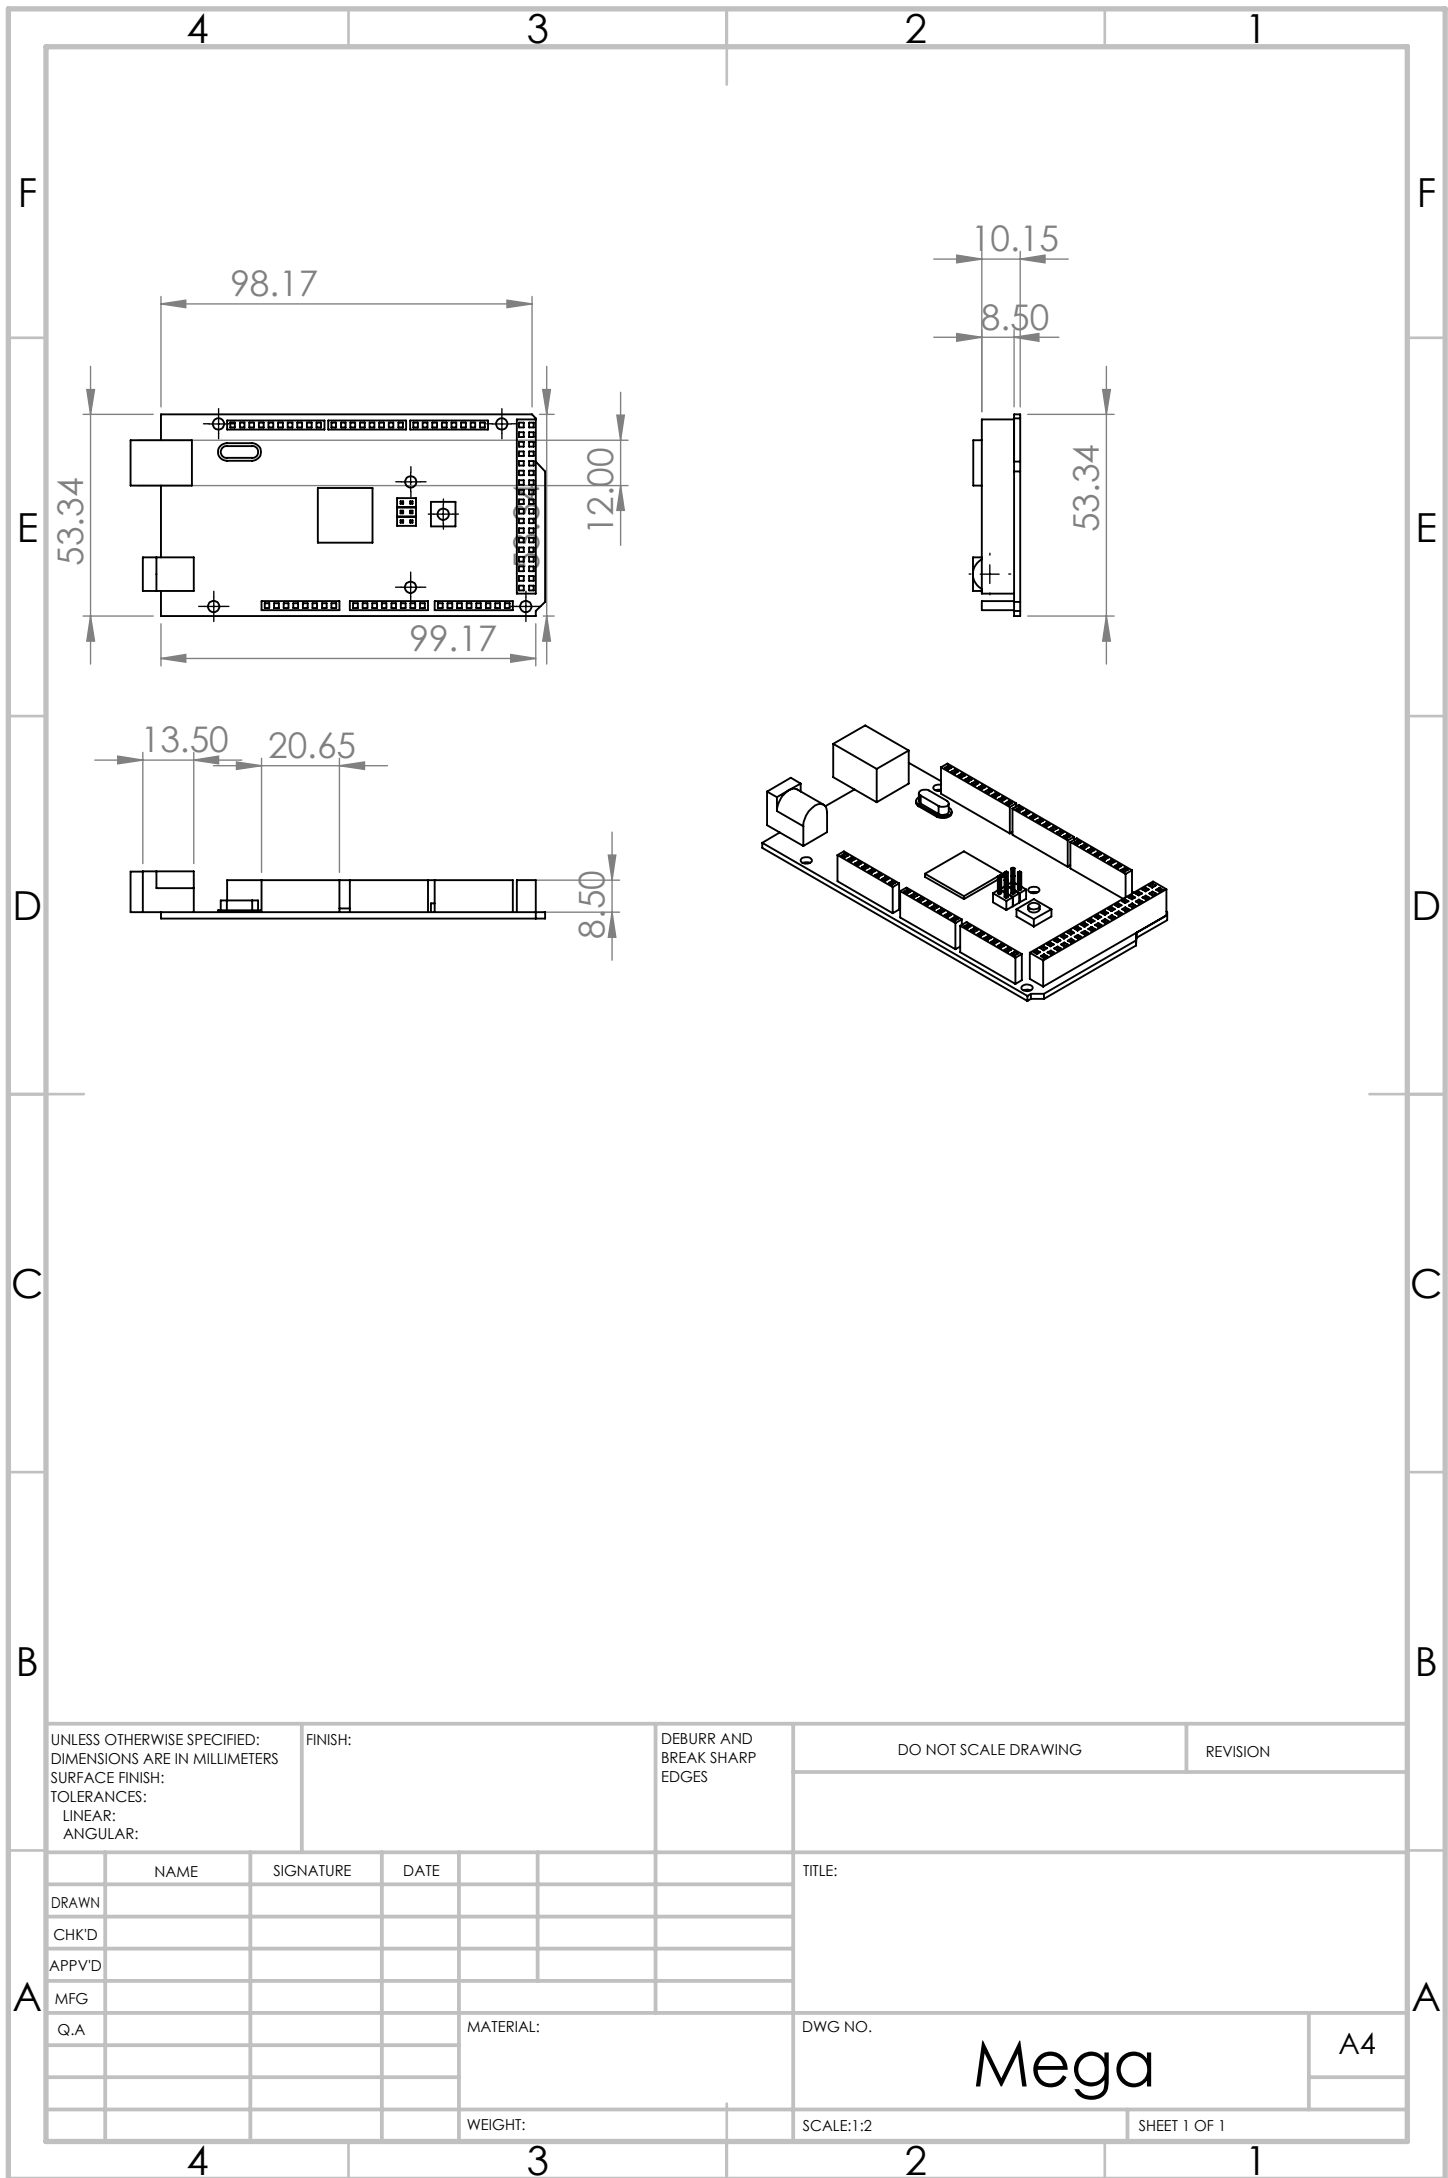 4 3 2 1
F F
10.15
98.17
8.50
53.34
12.00
53.34
E E
99.17
13.50 20.65
8.50
D D
C C
B B
UNLESS OTHERWISE SPECIFIED:
DIMENSIONS ARE IN MILLIMETERS
SURFACE FINISH:
TOLERANCES:
LINEAR:
ANGULAR:
FINISH:
DEBURR AND
BREAK SHARP
EDGES
DO NOT SCALE DRAWING
REVISION
NAME SIGNATURE DATE
TITLE:
DRAWN
CHK'D
APPV'D
MFG
A A
Q.A
MATERIAL:
DWG NO.
Mega
A4
WEIGHT:
SCALE:1:2
SHEET 1 OF 1
4 3 2 1